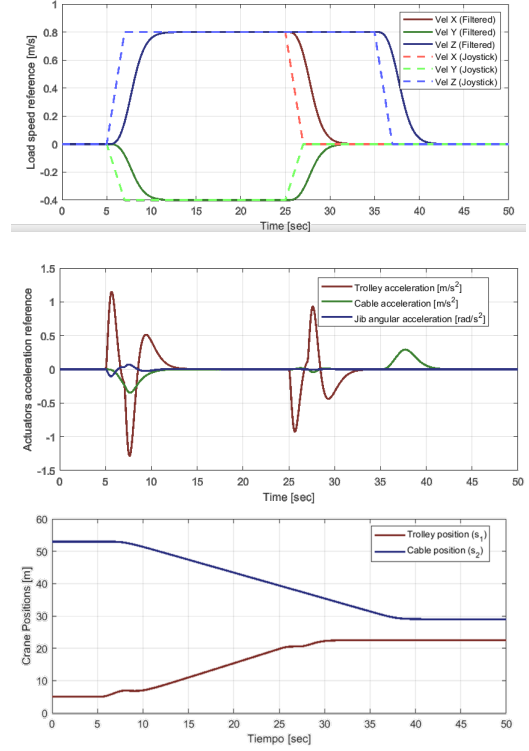 Load speed reference [m/s]
1
0.8
0.6
0.4
0.2
0
-0.2
-0.4
Vel X (Filtered)
Vel Y (Filtered)
Vel Z (Filtered)
Vel X (Joystick)
Vel Y (Joystick)
Vel Z (Joystick)
0 5 10 15 20 25 30 35 40 45 50
Time [sec]
Actuators acceleration reference
1.5
1
0.5
0
-0.5
-1
-1.5
Trolley acceleration [m/s²]
Cable acceleration [m/s²]
Jib angular acceleration [rad/s²]
0 5 10 15 20 25 30 35 40 45 50
Time [sec]
Crane Positions [m]
60
50
40
30
20
10
0
Trolley position (s₁)
Cable position (s₂)
0 5 10 15 20 25 30 35 40 45 50
Tiempo [sec]